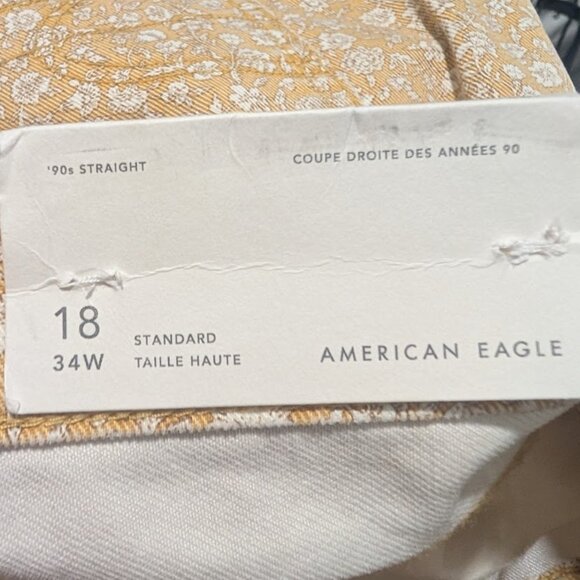 '90s STRAIGHT
COUPE DROITE DES ANNÉES 90
18
34W
STANDARD
TAILLE HAUTE
AMERICAN EAGLE